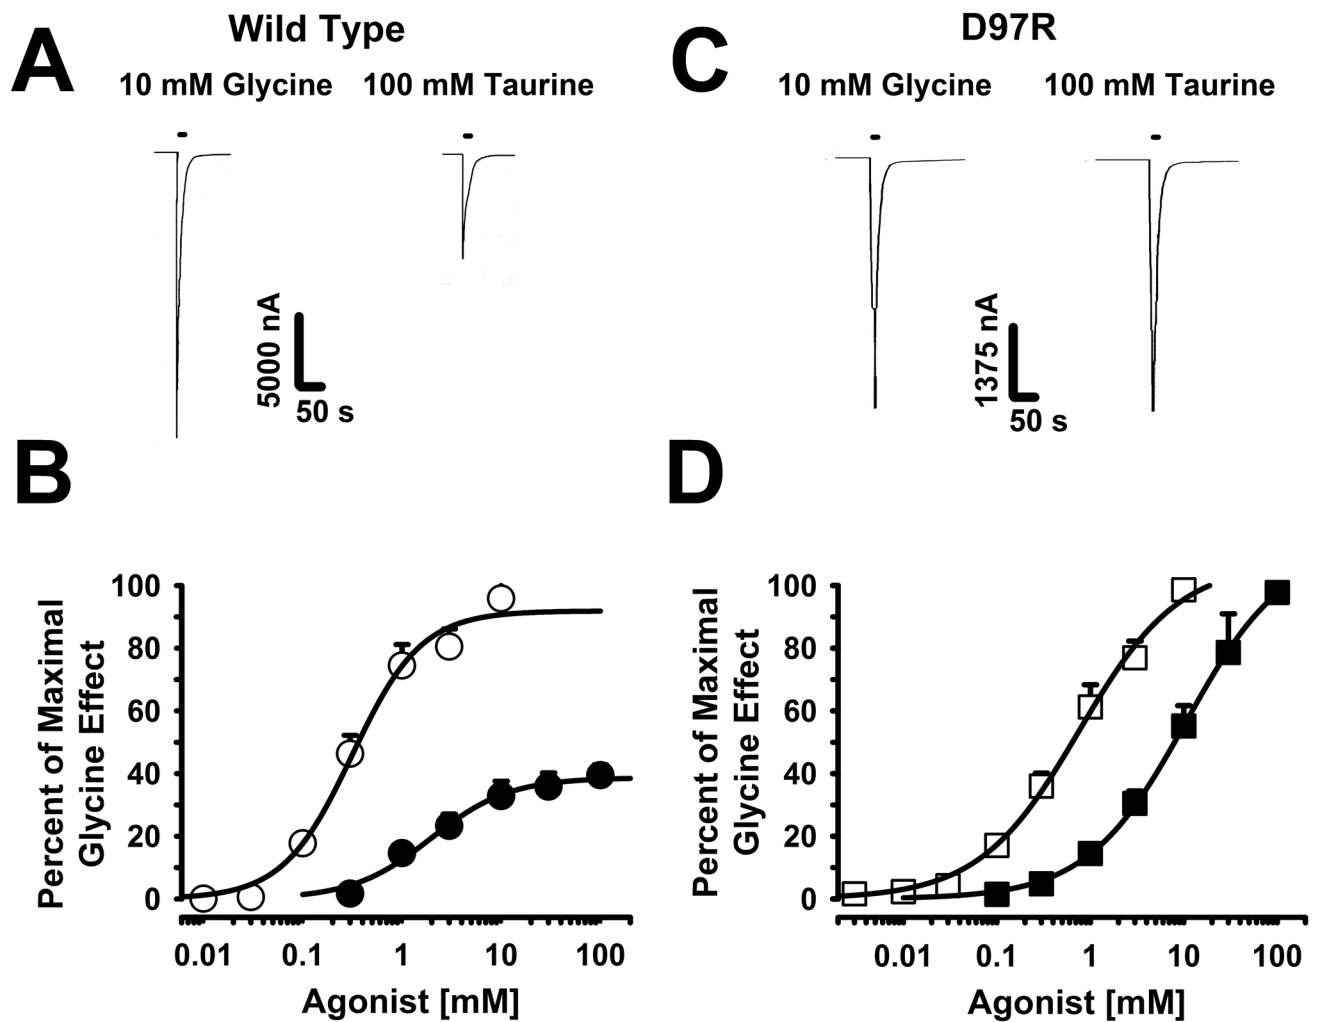 A
Wild Type
10 mM Glycine 100 mM Taurine
5000 nA
50 s
C
D97R
10 mM Glycine 100 mM Taurine
1375 nA
50 s
B
Percent of Maximal
Glycine Effect
100
80
60
40
20
0
0.01 0.1 1 10 100
Agonist [mM]
D
Percent of Maximal
Glycine Effect
100
80
60
40
20
0
0.01 0.1 1 10 100
Agonist [mM]